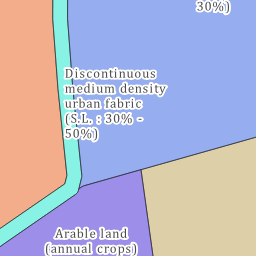 30%)
Discontinuous
medium density
urban fabric
(S.L. : 30% -
50%)
Arable land
(annual crops)